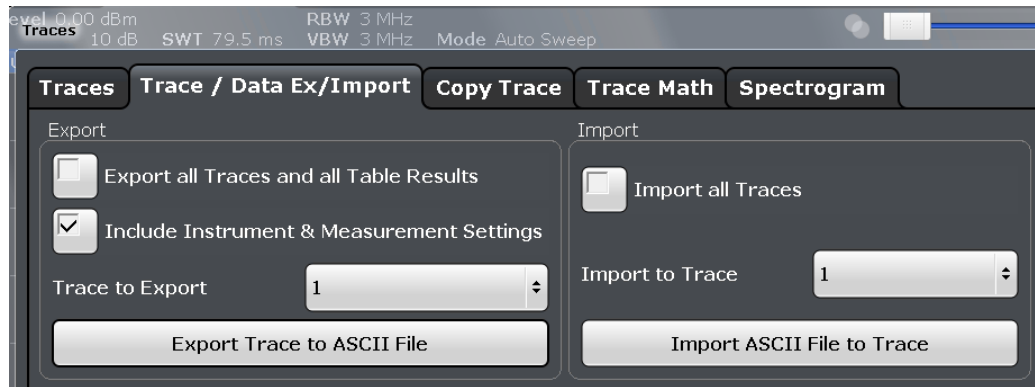 evel 0.00 dBm RBW 3 MHz
Traces 10 dB SWT 79.5 ms VBW 3 MHz Mode Auto Sweep
Traces Trace / Data Ex/Import Copy Trace Trace Math Spectrogram
Export
Export all Traces and all Table Results
Include Instrument & Measurement Settings
Trace to Export 1
Export Trace to ASCII File
Import
Import all Traces
Import to Trace 1
Import ASCII File to Trace